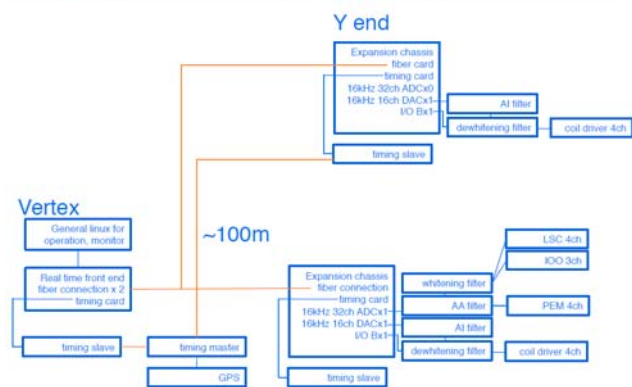 Y end
Expansion chassis
fiber card
timing card
16kHz 32ch ADCx0
16kHz 16ch DACx1
I/O Bx1
AI filter
dewhitening filter
coil driver 4ch
timing slave
Vertex
General linux for
operation, monitor
~100m
Real time front end
fiber connection x 2
timing card
timing slave
timing master
GPS
Expansion chassis
fiber connection
timing card
16kHz 32ch ADCx1
16kHz 16ch DACx1
I/O Bx1
timing slave
LSC 4ch
IOO 3ch
whitening filter
AA filter
PEM 4ch
AI filter
dewhitening filter
coil driver 4ch